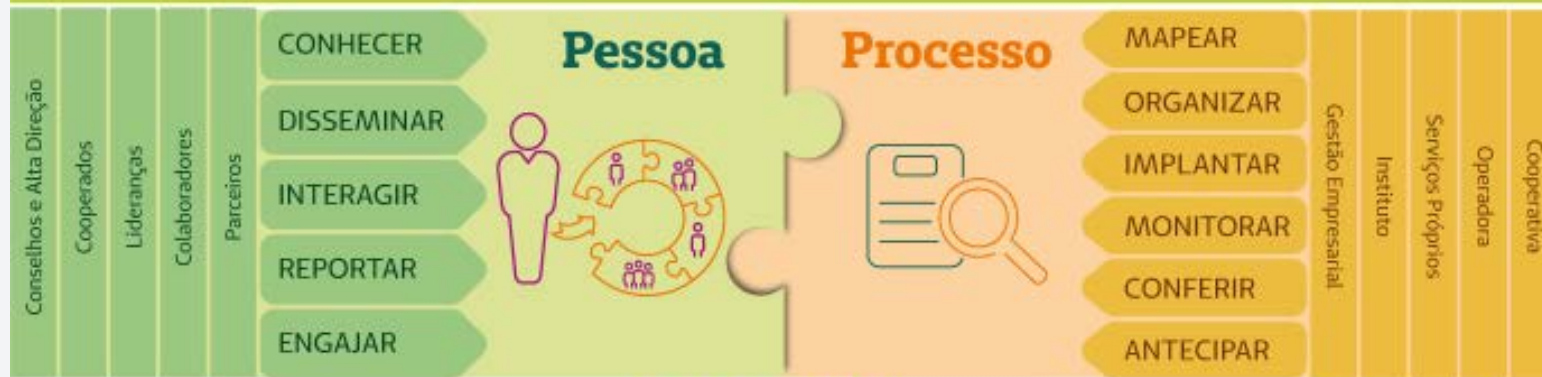 Conselhos e Alta Direção
Cooperados
Lideranças
Colaboradores
Parceiros
CONHECER
DISSEMINAR
INTERAGIR
REPORTAR
ENGAJAR
Pessoa
Processo
MAPEAR
ORGANIZAR
IMPLANTAR
MONITORAR
CONFERIR
ANTECIPAR
Gestão Empresarial
Instituto
Serviços Próprios
Operadora
Cooperativa